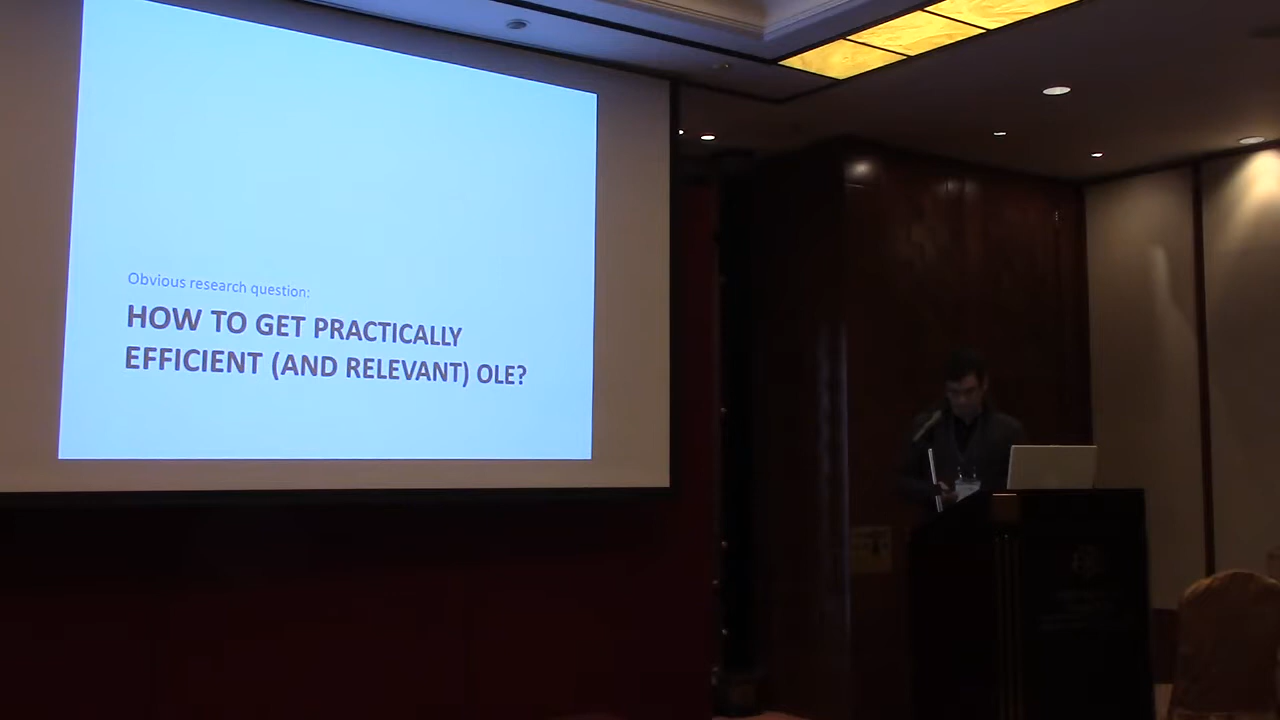 Obvious research question:
HOW TO GET PRACTICALLY
EFFICIENT (AND RELEVANT) OLE?